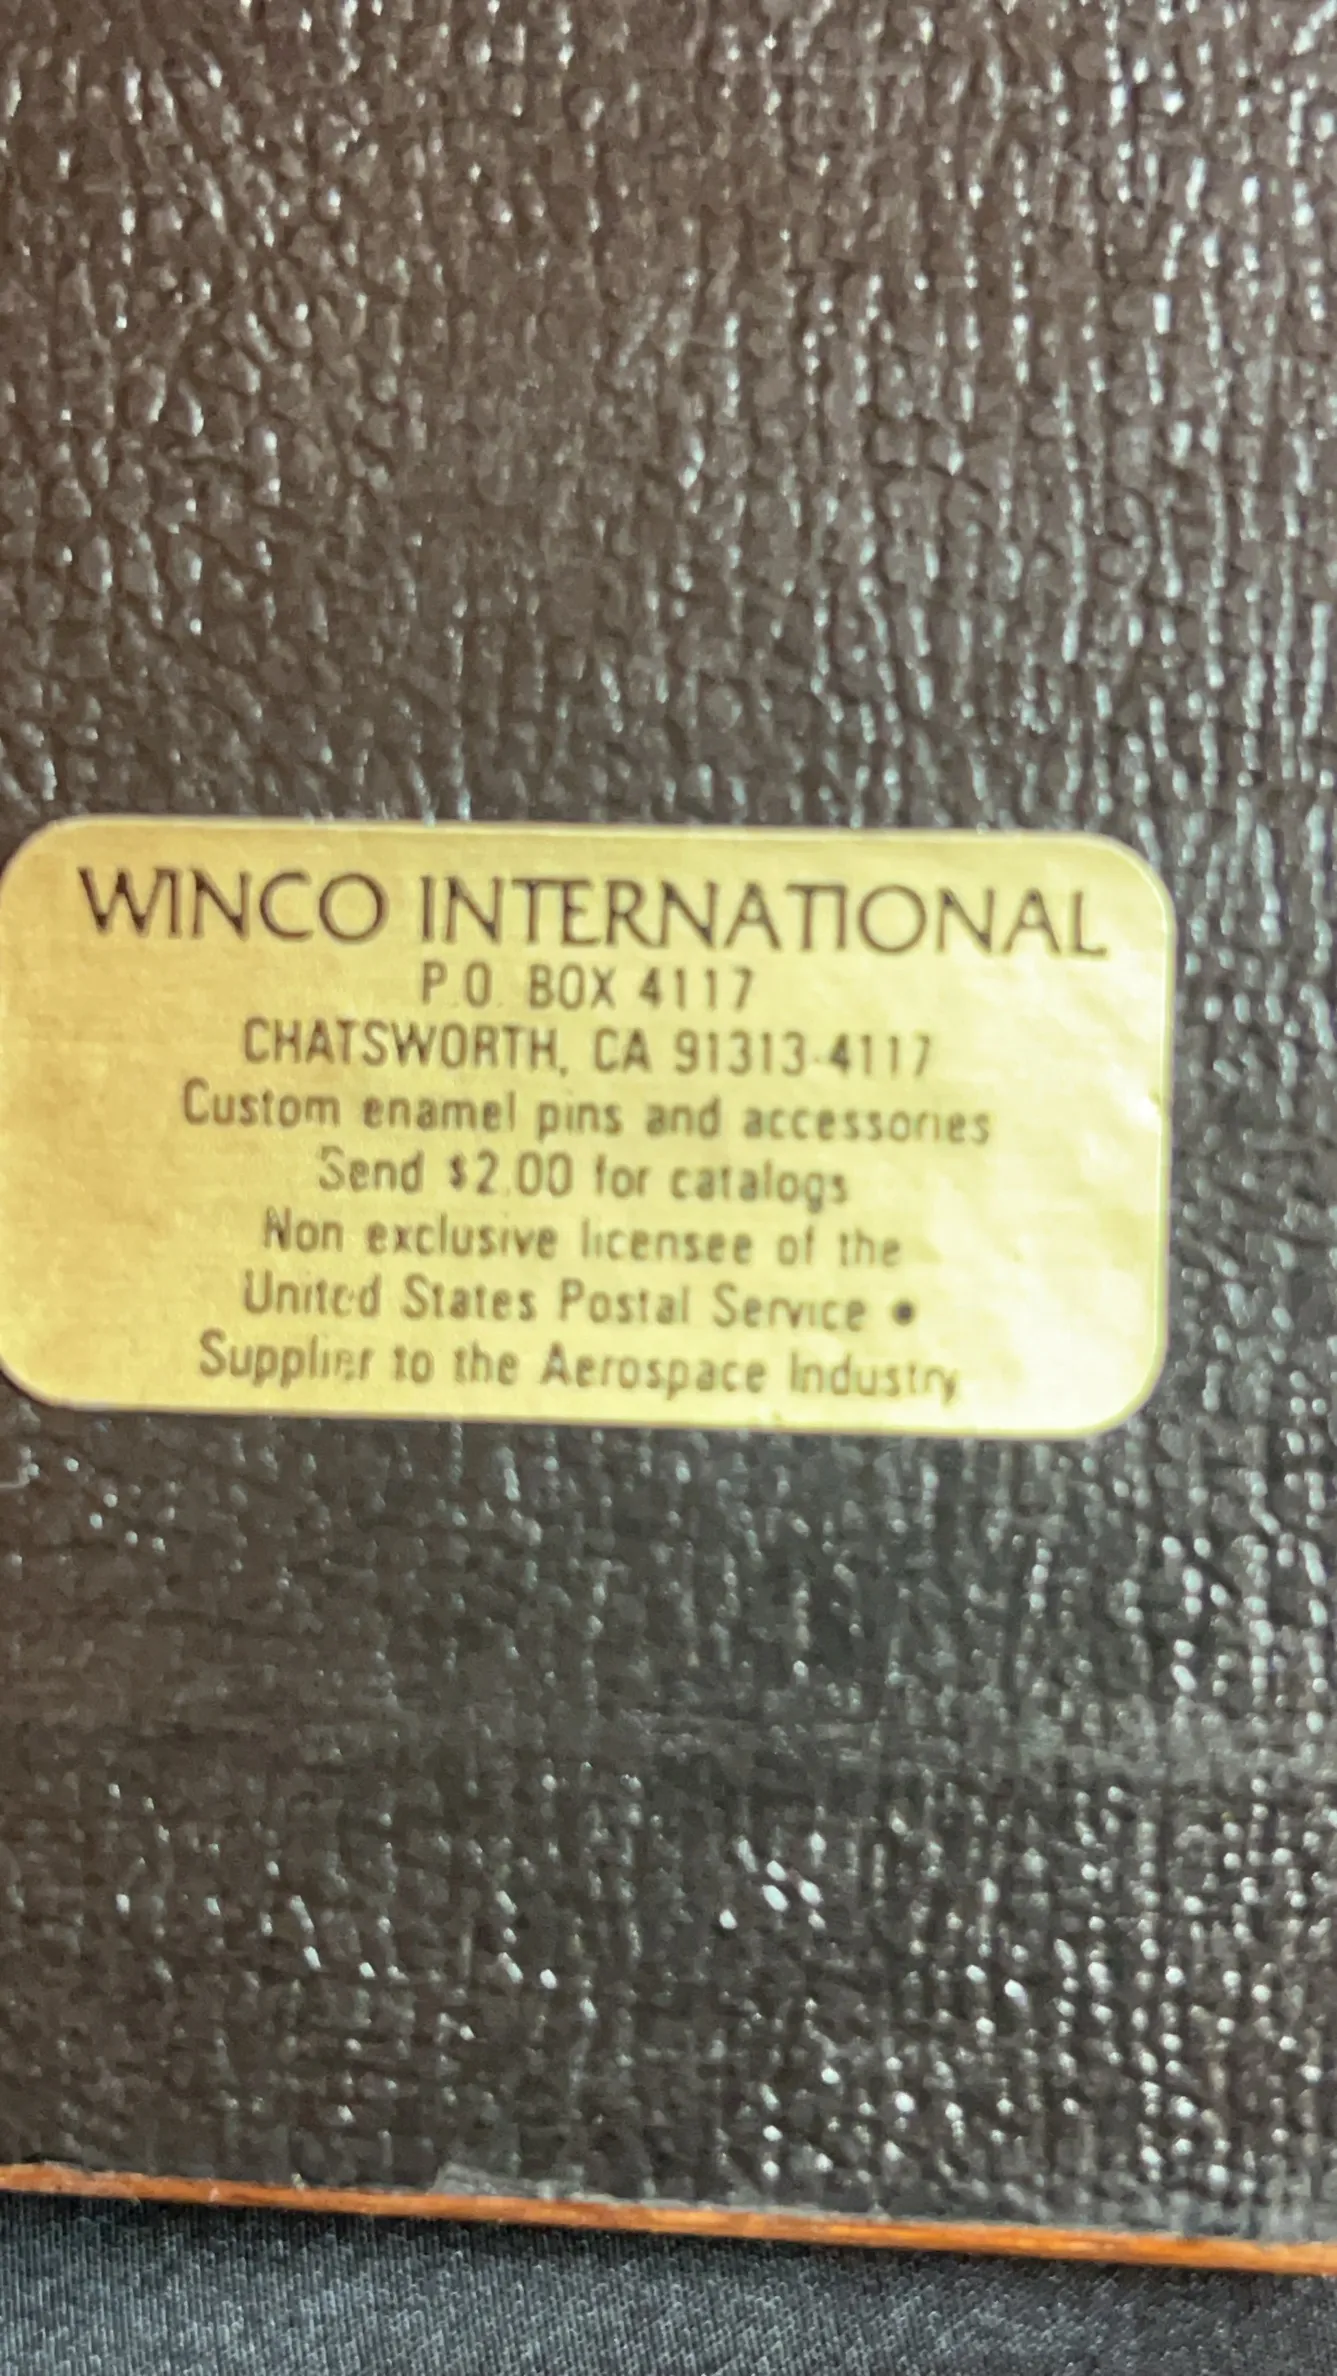 WINCO INTERNATIONAL
P.O. BOX 4117
CHATSWORTH, CA 91313-4117
Custom enamel pins and accessories
Send $2.00 for catalogs
Non exclusive licensee of the
United States Postal Service •
Supplier to the Aerospace Industry